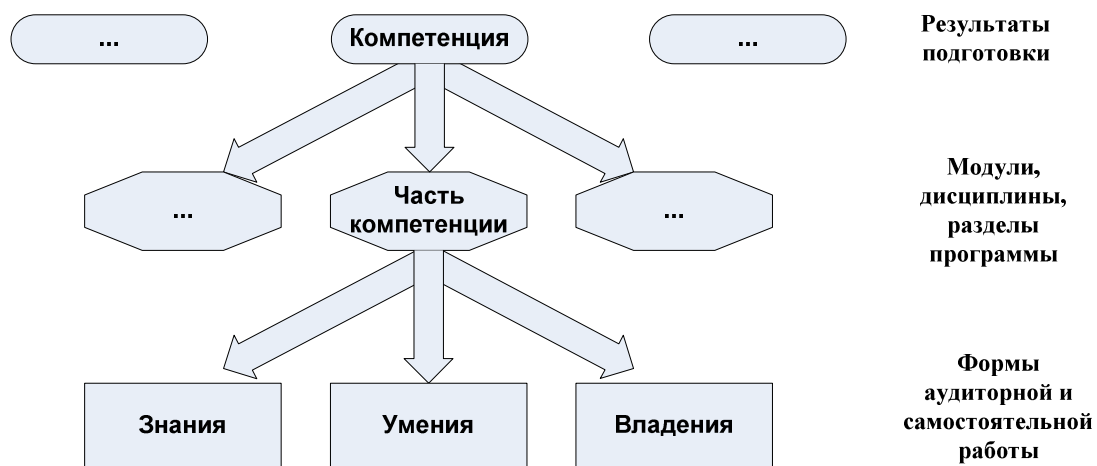 ...
Компетенция
...
Результаты
подготовки
...
Часть
компетенции
...
Модули,
дисциплины,
разделы
программы
Знания
Умения
Владения
Формы
аудиторной и
самостоятельной
работы